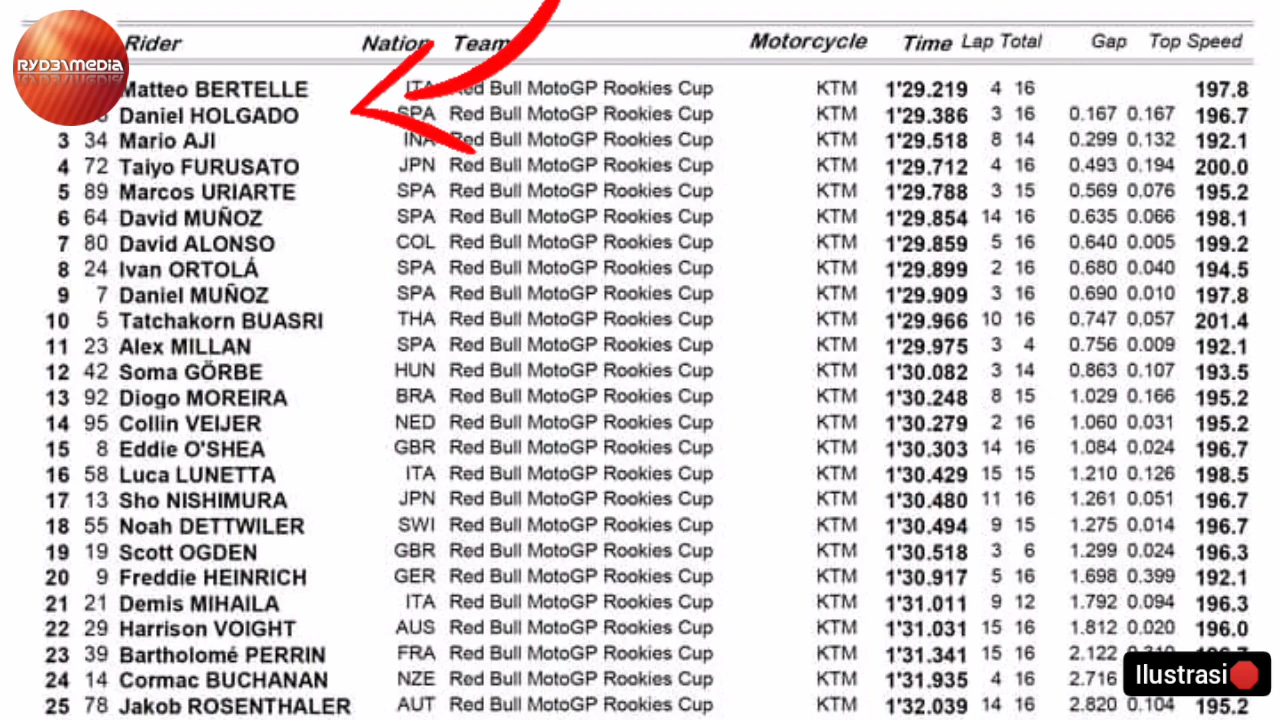 RYD3\MEDIA
Rider Nation Team Motorcycle Time Lap Total Gap Top Speed
Matteo BERTELLE ITA Red Bull MotoGP Rookies Cup KTM 1'29.219 4 16 197.8
Daniel HOLGADO SPA Red Bull MotoGP Rookies Cup KTM 1'29.386 3 16 0.167 0.167 196.7
3 34 Mario AJI INA Red Bull MotoGP Rookies Cup KTM 1'29.518 8 14 0.299 0.132 192.1
4 72 Taiyo FURUSATO JPN Red Bull MotoGP Rookies Cup KTM 1'29.712 4 16 0.493 0.194 200.0
5 89 Marcos URIARTE SPA Red Bull MotoGP Rookies Cup KTM 1'29.788 3 15 0.569 0.076 195.2
6 64 David MUÑOZ SPA Red Bull MotoGP Rookies Cup KTM 1'29.854 14 16 0.635 0.066 198.1
7 80 David ALONSO COL Red Bull MotoGP Rookies Cup KTM 1'29.859 5 16 0.640 0.005 199.2
8 24 Ivan ORTOLÁ SPA Red Bull MotoGP Rookies Cup KTM 1'29.899 2 16 0.680 0.040 194.5
9 7 Daniel MUÑOZ SPA Red Bull MotoGP Rookies Cup KTM 1'29.909 3 16 0.690 0.010 197.8
10 5 Tatchakorn BUASRI THA Red Bull MotoGP Rookies Cup KTM 1'29.966 10 16 0.747 0.057 201.4
11 23 Alex MILLAN SPA Red Bull MotoGP Rookies Cup KTM 1'29.975 3 4 0.756 0.009 192.1
12 42 Soma GŐRBE HUN Red Bull MotoGP Rookies Cup KTM 1'30.082 3 14 0.863 0.107 193.5
13 92 Diogo MOREIRA BRA Red Bull MotoGP Rookies Cup KTM 1'30.248 8 15 1.029 0.166 195.2
14 95 Collin VEIJER NED Red Bull MotoGP Rookies Cup KTM 1'30.279 2 16 1.060 0.031 195.2
15 8 Eddie O'SHEA GBR Red Bull MotoGP Rookies Cup KTM 1'30.303 14 16 1.084 0.024 196.7
16 58 Luca LUNETTA ITA Red Bull MotoGP Rookies Cup KTM 1'30.429 15 15 1.210 0.126 198.5
17 13 Sho NISHIMURA JPN Red Bull MotoGP Rookies Cup KTM 1'30.480 11 16 1.261 0.051 196.7
18 55 Noah DETTWILER SWI Red Bull MotoGP Rookies Cup KTM 1'30.494 9 15 1.275 0.014 196.7
19 19 Scott OGDEN GBR Red Bull MotoGP Rookies Cup KTM 1'30.518 3 6 1.299 0.024 196.3
20 9 Freddie HEINRICH GER Red Bull MotoGP Rookies Cup KTM 1'30.917 5 16 1.698 0.399 192.1
21 21 Demis MIHAILA ITA Red Bull MotoGP Rookies Cup KTM 1'31.011 9 12 1.792 0.094 196.3
22 29 Harrison VOIGHT AUS Red Bull MotoGP Rookies Cup KTM 1'31.031 15 16 1.812 0.020 196.0
23 39 Bartholomé PERRIN FRA Red Bull MotoGP Rookies Cup KTM 1'31.341 15 16 2.122
24 14 Cormac BUCHANAN NZE Red Bull MotoGP Rookies Cup KTM 1'31.935 4 16 2.716
Ilustrasi
25 78 Jakob ROSENTHALER AUT Red Bull MotoGP Rookies Cup KTM 1'32.039 14 16 2.820 0.104 195.2